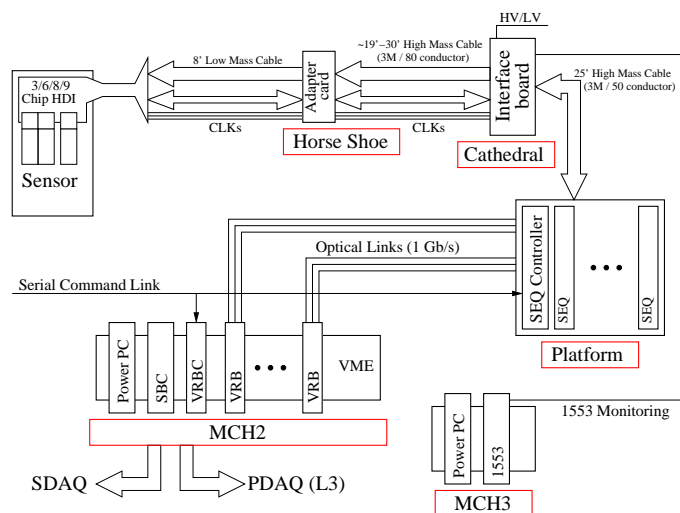 HV/LV
3/6/8/9
Chip HDI
Sensor
8' Low Mass Cable
CLKs
Adapter
card
Horse Shoe
~19'−30' High Mass Cable
(3M / 80 conductor)
CLKs
Interface
board
Cathedral
25' High Mass Cable
(3M / 50 conductor)
Optical Links (1 Gb/s)
SEQ Controller
SEQ
• • •
SEQ
Platform
Serial Command Link
Power PC
SBC
VRBC
VRB
• • •
VRB
VME
MCH2
SDAQ
PDAQ (L3)
Power PC
1553
1553 Monitoring
MCH3